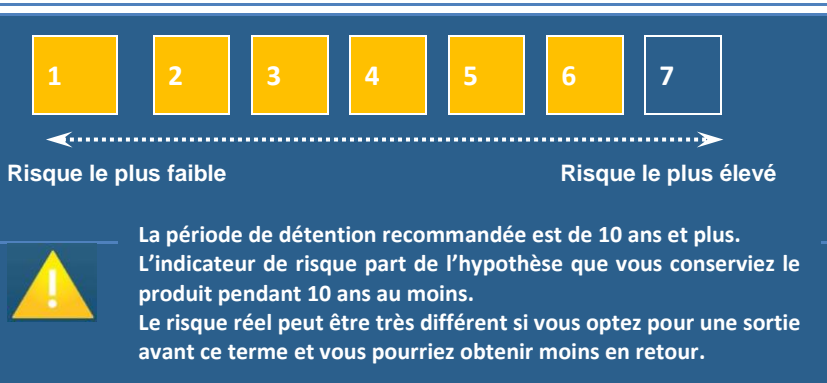 1 2 3 4 5 6 7
Risque le plus faible Risque le plus élevé
La période de détention recommandée est de 10 ans et plus.
L’indicateur de risque part de l’hypothèse que vous conserviez le
produit pendant 10 ans au moins.
Le risque réel peut être très différent si vous optez pour une sortie
avant ce terme et vous pourriez obtenir moins en retour.